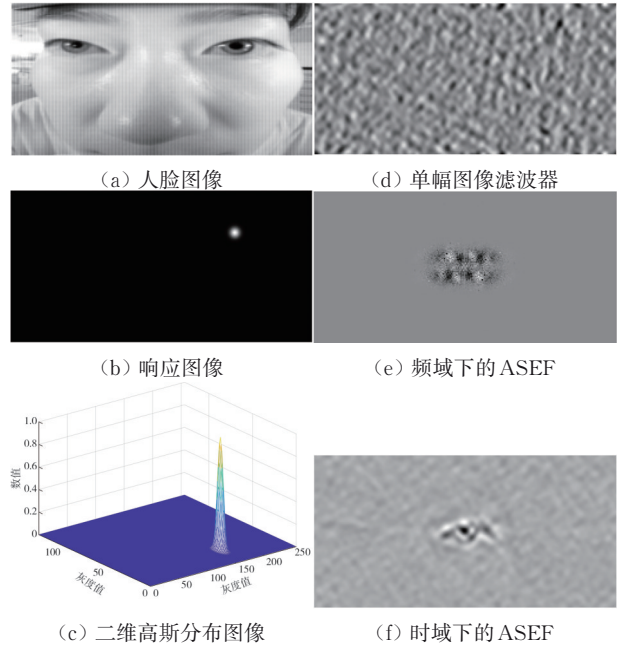 (a) 人脸图像
(d) 单幅图像滤波器
(b) 响应图像
(e) 频域下的ASEF
1.0
0.8
0.6
0.4
0.2
0
数值
100
50
0
灰度值
0
50
100
150
200
250
灰度值
(c) 二维高斯分布图像
(f) 时域下的ASEF